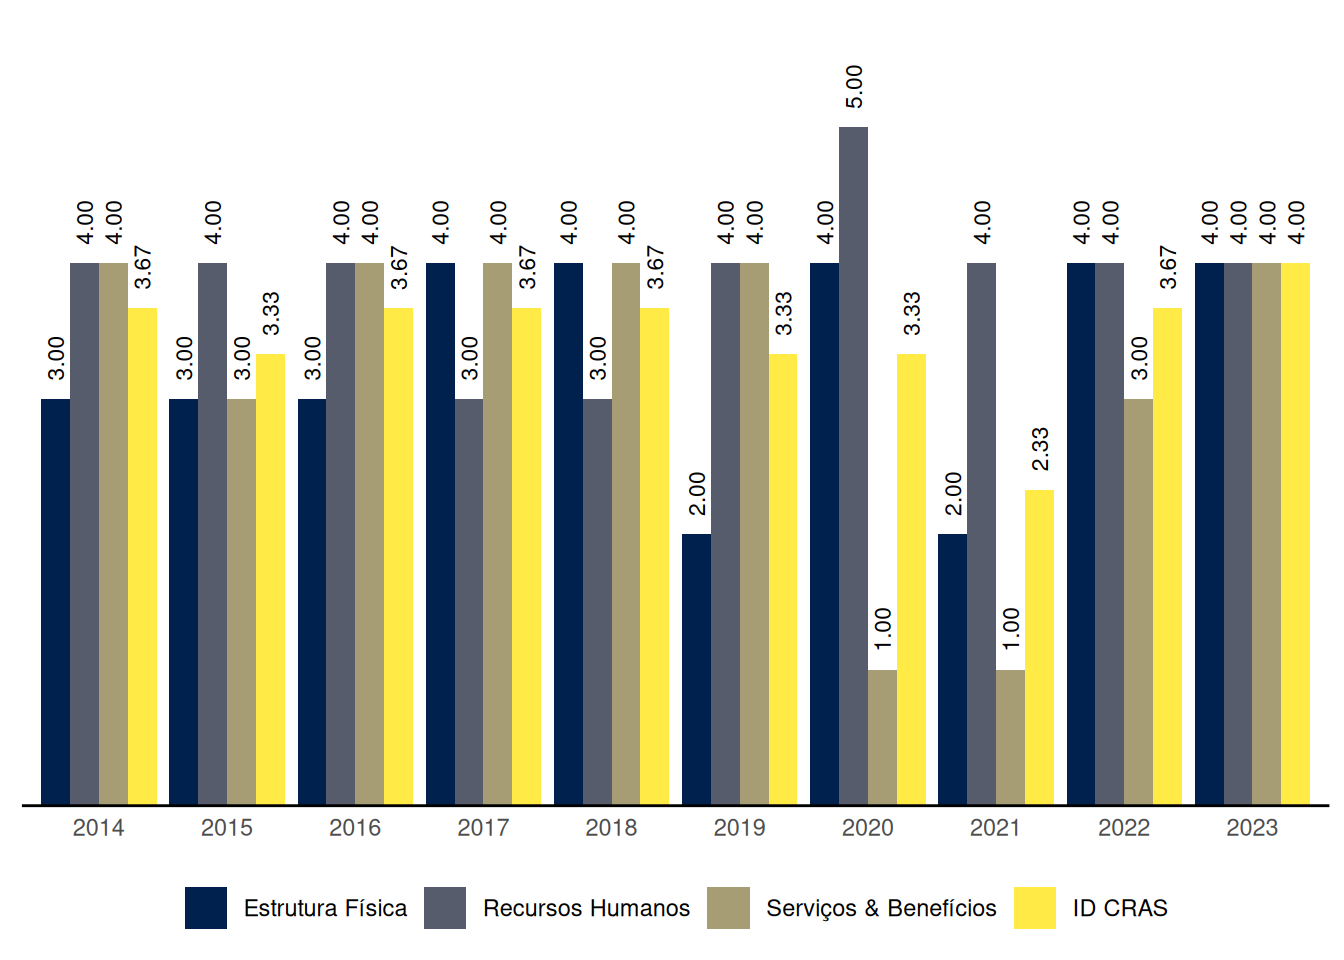 5.00
4.00 4.00 4.00 4.00 4.00 4.00 4.00 4.00 4.00 4.00 4.00 4.00 4.00 4.00 4.00 4.00 4.00 4.00 4.00 4.00
3.67 3.67 3.67 3.67 3.67
3.33 3.33 3.33
3.00 3.00 3.00 3.00 3.00 3.00 3.00
2.33
2.00 2.00
1.00 1.00
2014 2015 2016 2017 2018 2019 2020 2021 2022 2023
Estrutura Física Recursos Humanos Serviços & Benefícios ID CRAS